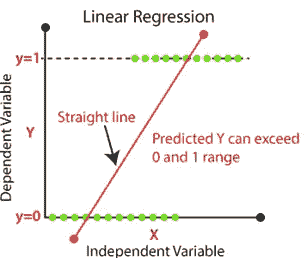 Linear Regression
y=1
Dependent Variable
Y
Straight line
Predicted Y can exceed
0 and 1 range
y=0
X
Independent Variable